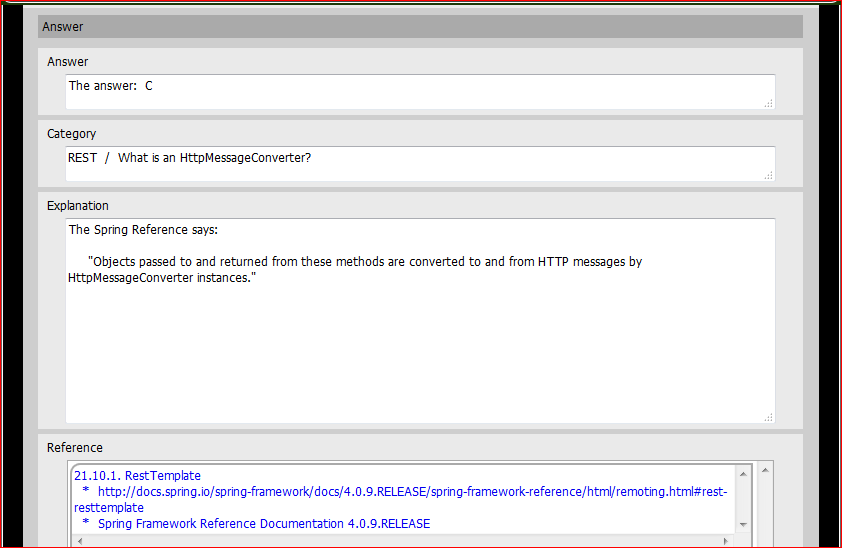 Answer
Answer
The answer:  C
Category
REST  /  What is an HttpMessageConverter?
Explanation
The Spring Reference says:
"Objects passed to and returned from these methods are converted to and from HTTP messages by
HttpMessageConverter instances."
Reference
21.10.1. RestTemplate
*  http://docs.spring.io/spring-framework/docs/4.0.9.RELEASE/spring-framework-reference/html/remoting.html#rest-
resttemplate
*  Spring Framework Reference Documentation 4.0.9.RELEASE